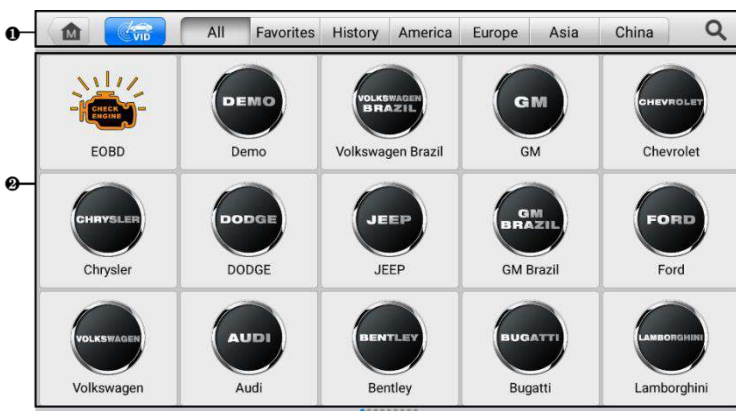 ❶
M
VID
All Favorites History America Europe Asia China
❷
CHECK
ENGINE
EOBD
DEMO
Demo
VOLKSWAGEN
BRAZIL
Volkswagen Brazil
GM
GM
CHEVROLET
Chevrolet
CHRYSLER
Chrysler
DODGE
DODGE
JEEP
JEEP
GM
BRAZIL
GM Brazil
FORD
Ford
VOLKSWAGEN
Volkswagen
AUDI
Audi
BENTLEY
Bentley
BUGATTI
Bugatti
LAMBORGHINI
Lamborghini